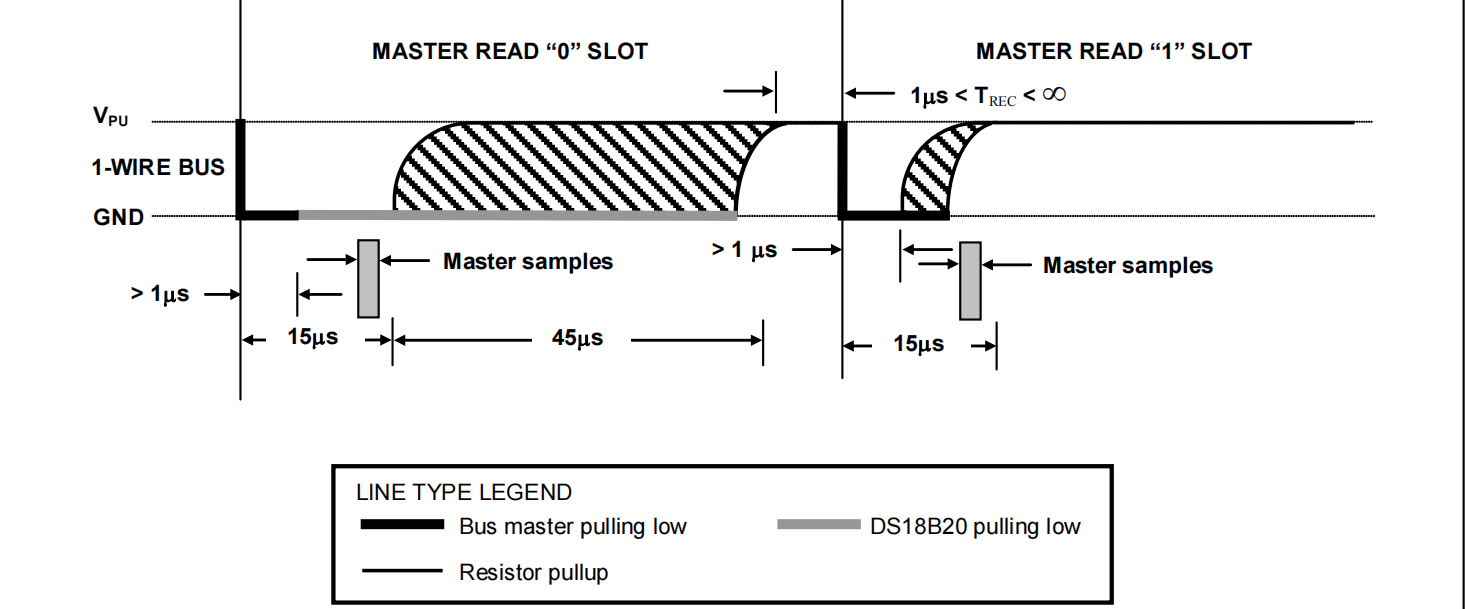 MASTER READ “0” SLOT
MASTER READ “1” SLOT
1μs < TREC < ∞
VPU
1-WIRE BUS
GND
> 1 μs
Master samples
Master samples
> 1μs
15μs
45μs
15μs
LINE TYPE LEGEND
Bus master pulling low
DS18B20 pulling low
Resistor pullup